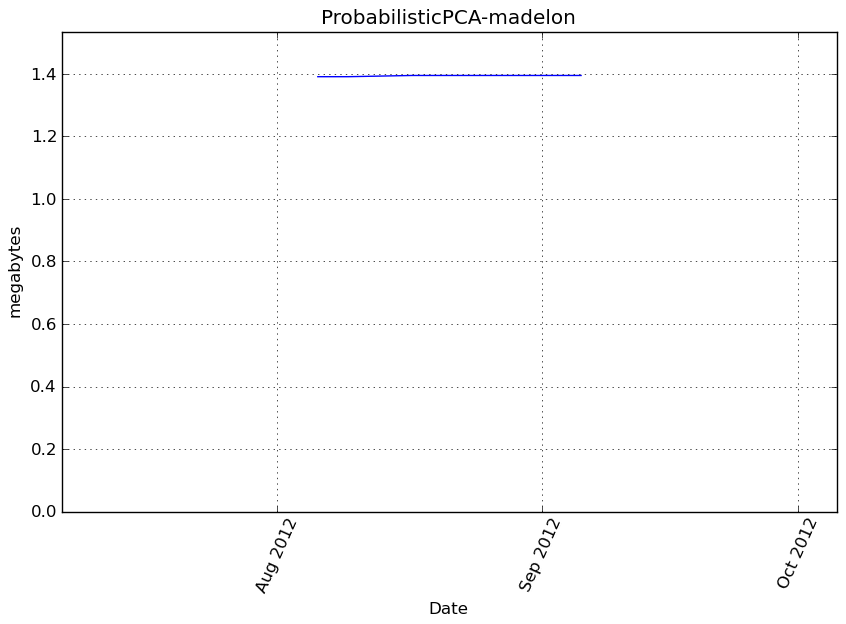 ProbabilisticPCA-madelon
1.4
1.2
1.0
0.8
0.6
0.4
0.2
0.0
megabytes
Aug 2012
Sep 2012
Oct 2012
Date